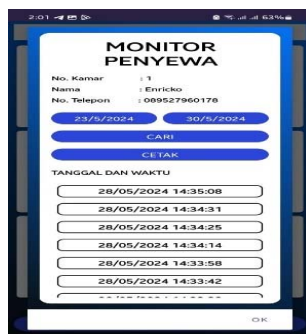 2:01
63%
MONITOR
PENYEWA
No. Kamar : 1
Nama : Enricko
No. Telepon : 089527960178
23/5/2024 30/5/2024
CARI
CETAK
TANGGAL DAN WAKTU
28/05/2024 14:35:08
28/05/2024 14:34:31
28/05/2024 14:34:25
28/05/2024 14:34:14
28/05/2024 14:33:58
28/05/2024 14:33:42
OK